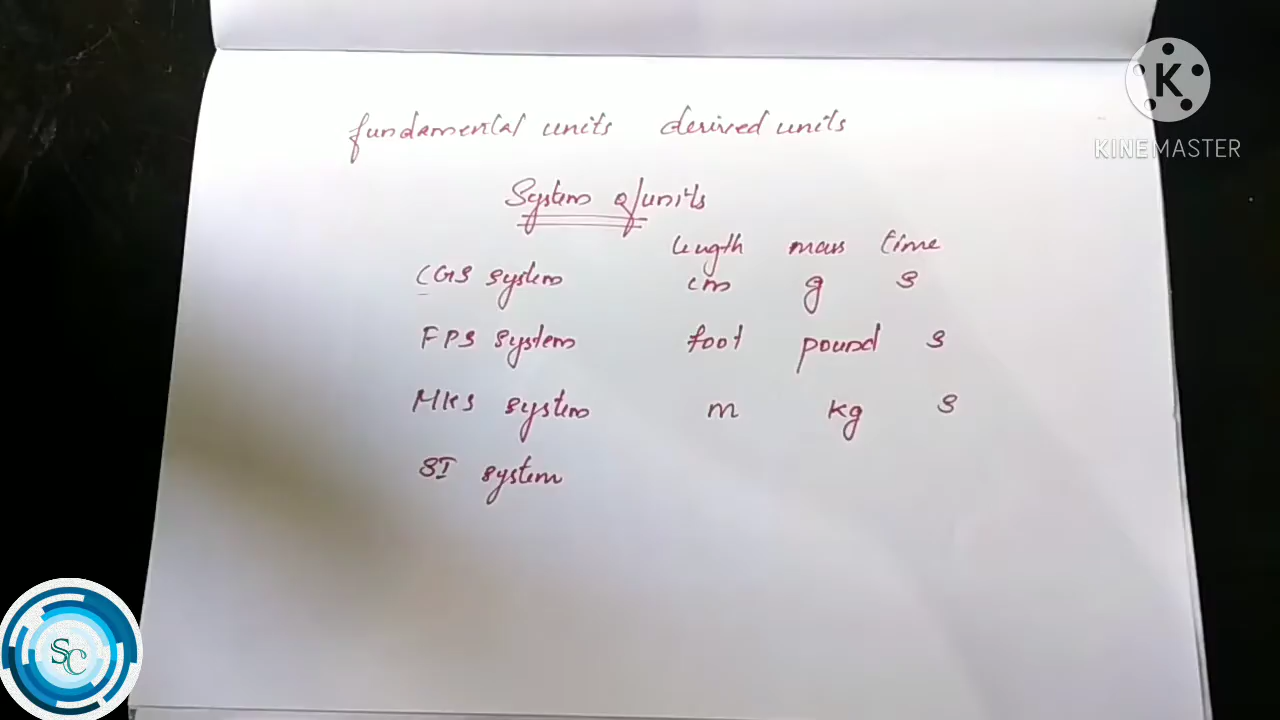 K
KINEMASTER
fundamental units derived units
System of units
length mass time
CGS system cm g s
FPS system foot pound s
MKS system m kg s
SI system
SC